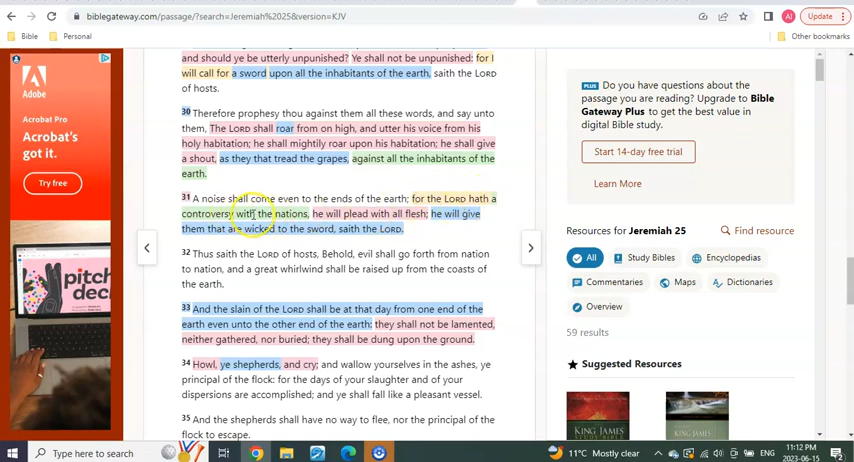 biblegateway.com/passage/?search=Jeremiah%2025&version=KJV
AI
Update
Bible
Personal
Other bookmarks
Adobe
Acrobat Pro
Acrobat's
got it.
Try free
pitch
dec
and should ye be utterly unpunished? Ye shall not be unpunished: for I
will call for a sword upon all the inhabitants of the earth, saith the LORD
of hosts.
30 Therefore prophesy thou against them all these words, and say unto
them, The LORD shall roar from on high, and utter his voice from his
holy habitation; he shall mightily roar upon his habitation; he shall give
a shout, as they that tread the grapes, against all the inhabitants of the
earth.
31 A noise shall come even to the ends of the earth; for the LORD hath a
controversy with the nations, he will plead with all flesh; he will give
them that are wicked to the sword, saith the LORD.
32 Thus saith the LORD of hosts, Behold, evil shall go forth from nation
to nation, and a great whirlwind shall be raised up from the coasts of
the earth.
33 And the slain of the LORD shall be at that day from one end of the
earth even unto the other end of the earth: they shall not be lamented,
neither gathered, nor buried; they shall be dung upon the ground.
34 Howl, ye shepherds, and cry; and wallow yourselves in the ashes, ye
principal of the flock: for the days of your slaughter and of your
dispersions are accomplished; and ye shall fall like a pleasant vessel.
35 And the shepherds shall have no way to flee, nor the principal of the
flock to escape.
PLUS Do you have questions about the
passage you are reading? Upgrade to Bible
Gateway Plus to get the best value in
digital Bible study.
Start 14-day free trial
Learn More
Resources for Jeremiah 25
Find resource
All
Study Bibles
Encyclopedias
Commentaries
Maps
Dictionaries
Overview
59 results
Suggested Resources
KING JAMES
KING JAMES
Type here to search
11°C Mostly clear
ENG
11:12 PM
2023-06-15
2